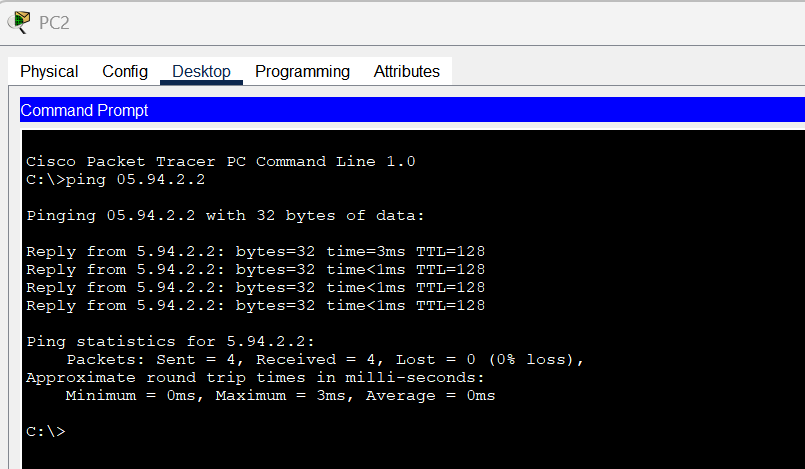 PC2
Physical Config Desktop Programming Attributes
Command Prompt
Cisco Packet Tracer PC Command Line 1.0
C:\>ping 05.94.2.2
Pinging 05.94.2.2 with 32 bytes of data:
Reply from 5.94.2.2: bytes=32 time=3ms TTL=128
Reply from 5.94.2.2: bytes=32 time<1ms TTL=128
Reply from 5.94.2.2: bytes=32 time<1ms TTL=128
Reply from 5.94.2.2: bytes=32 time<1ms TTL=128
Ping statistics for 5.94.2.2:
Packets: Sent = 4, Received = 4, Lost = 0 (0% loss),
Approximate round trip times in milli-seconds:
Minimum = 0ms, Maximum = 3ms, Average = 0ms
C:\>